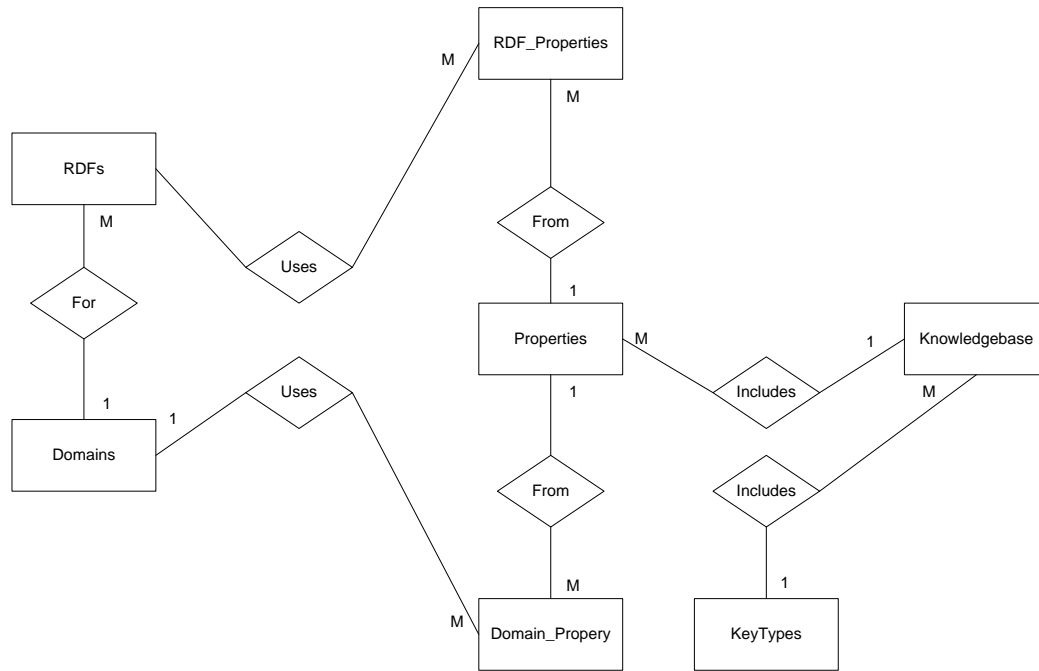 RDF_Properties
M
M
RDFs
M
From
Uses
For
1
Properties
M
1
Knowledgebase
Uses
1
M
Includes
1
1
Domains
From
Includes
M
1
M
Domain_Propery
KeyTypes